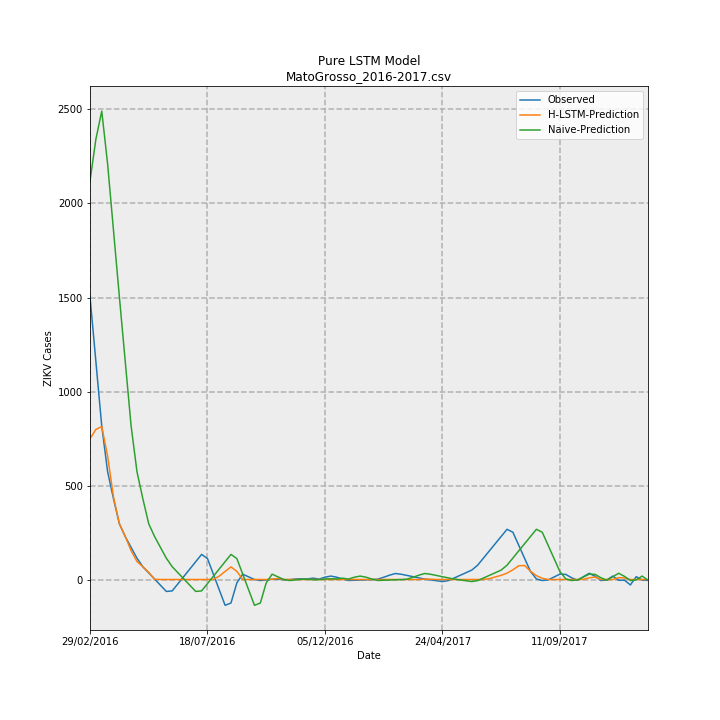 Pure LSTM Model
MatoGrosso_2016-2017.csv
Observed
H-LSTM-Prediction
Naive-Prediction
2500
2000
1500
1000
500
0
ZIKV Cases
29/02/2016 18/07/2016 05/12/2016 24/04/2017 11/09/2017
Date